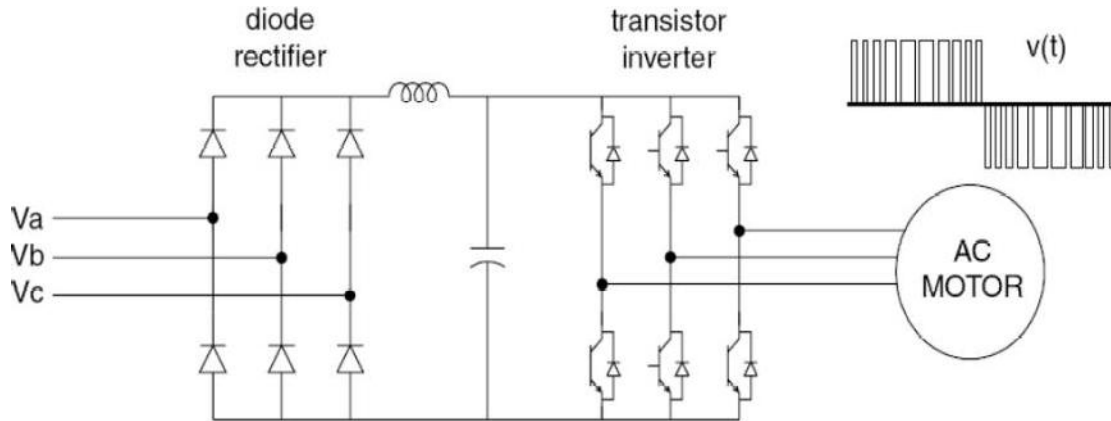 diode
rectifier
transistor
inverter
v(t)
Va
Vb
Vc
AC
MOTOR